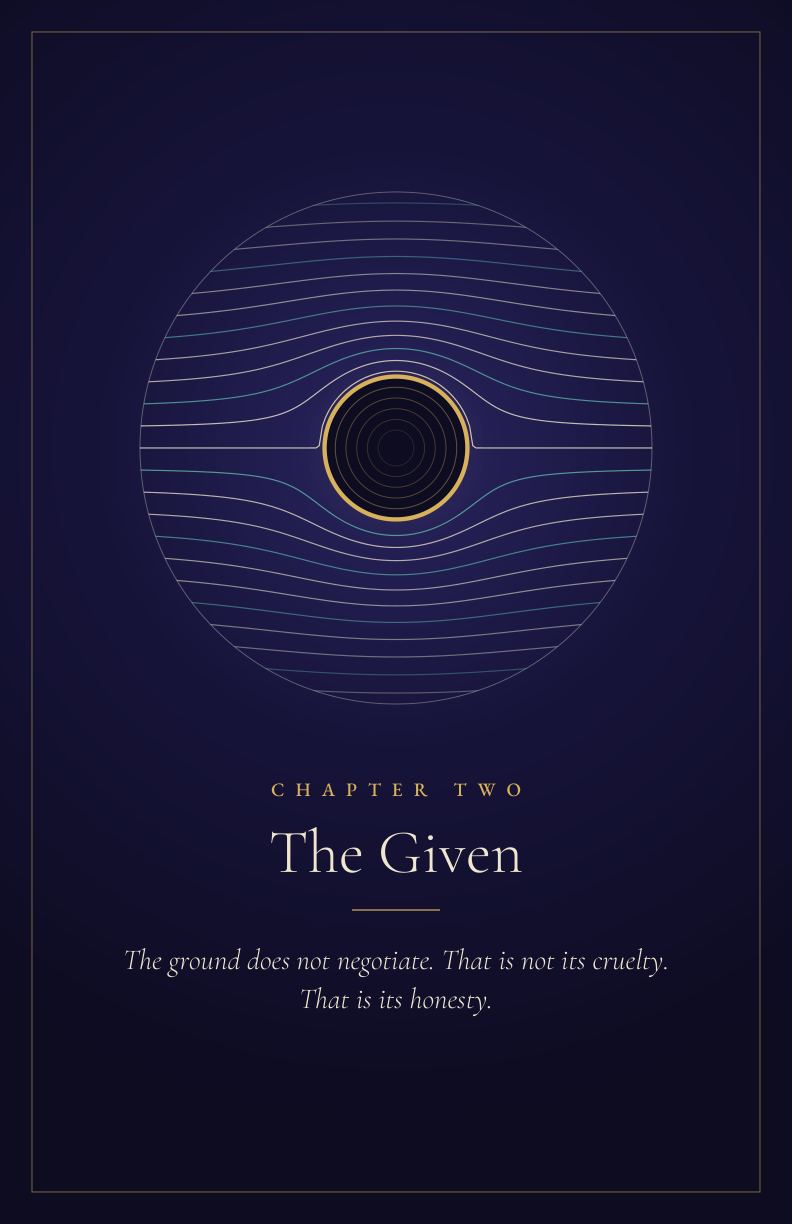 CHAPTER TWO
The Given
The ground does not negotiate. That is not its cruelty.
That is its honesty.